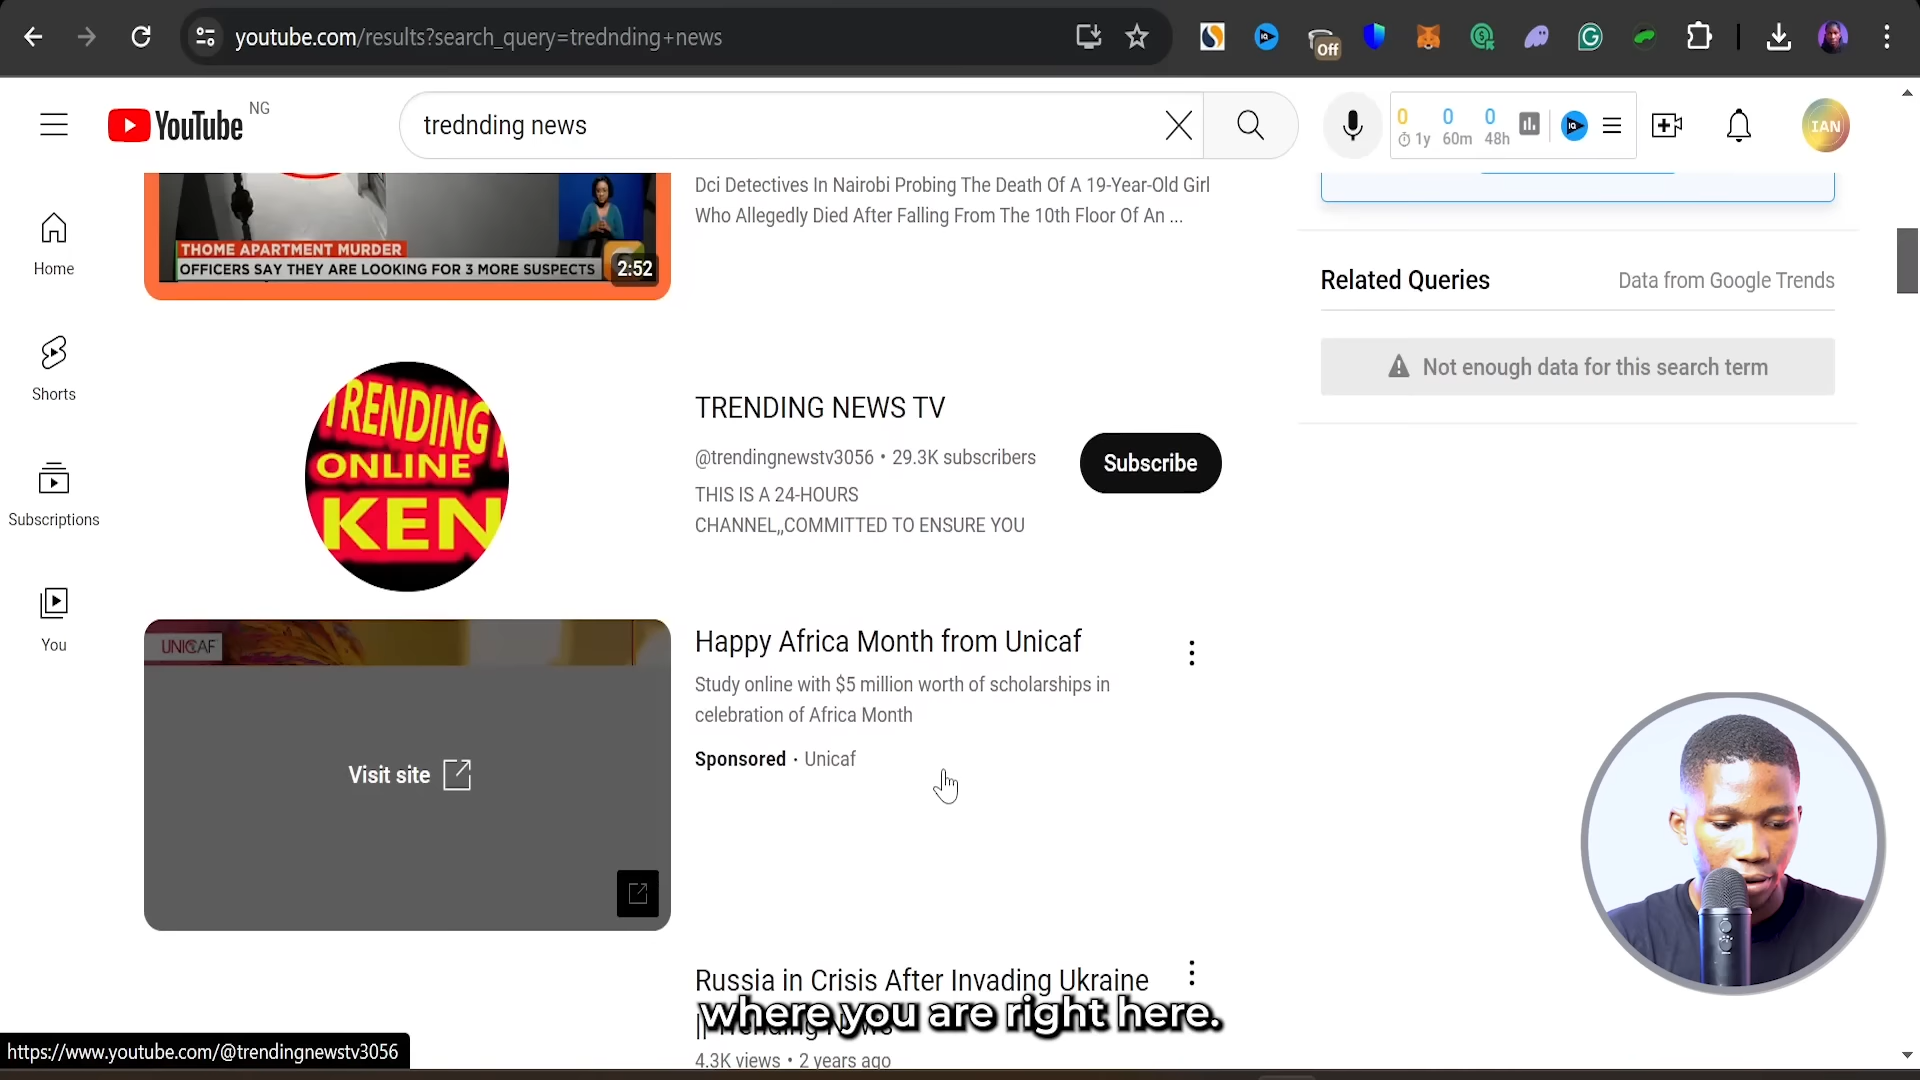 youtube.com/results?search_query=trednding+news
Off
YouTube NG
trednding news
0 0 0
1y 60m 48h
IAN
Home
Shorts
Subscriptions
You
THOME APARTMENT MURDER
OFFICERS SAY THEY ARE LOOKING FOR 3 MORE SUSPECTS
2:52
Dci Detectives In Nairobi Probing The Death Of A 19-Year-Old Girl
Who Allegedly Died After Falling From The 10th Floor Of An ...
Related Queries
Data from Google Trends
Not enough data for this search term
TRENDING
ONLINE
KEN
TRENDING NEWS TV
@trendingnewstv3056 • 29.3K subscribers
THIS IS A 24-HOURS
CHANNEL,,COMMITTED TO ENSURE YOU
Subscribe
UNICAF
Visit site
Happy Africa Month from Unicaf
Study online with $5 million worth of scholarships in
celebration of Africa Month
Sponsored · Unicaf
Russia in Crisis After Invading Ukraine
|| Trending News
4.3K views • 2 years ago
where you are right here.
https://www.youtube.com/@trendingnewstv3056